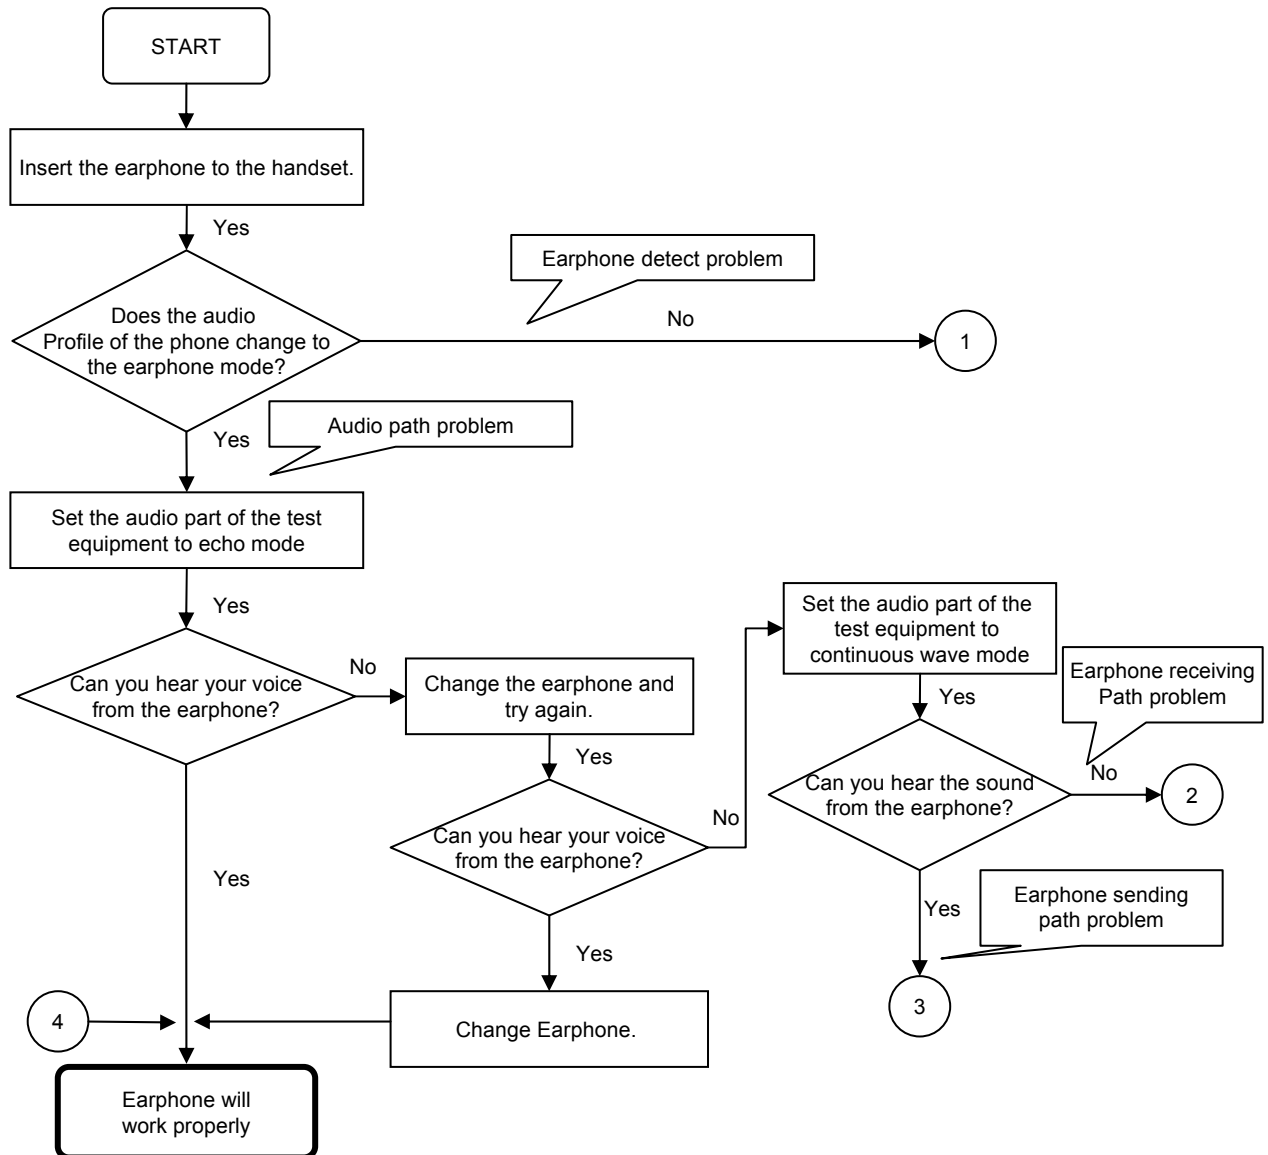 START
Insert the earphone to the handset.
Yes
Earphone detect problem
Does the audio
Profile of the phone change to
the earphone mode?
No
1
Yes
Audio path problem
Set the audio part of the test
equipment to echo mode
Yes
Can you hear your voice
from the earphone?
No
Change the earphone and
try again.
Yes
Can you hear your voice
from the earphone?
No
Set the audio part of the
test equipment to
continuous wave mode
Yes
Earphone receiving
Path problem
Can you hear the sound
from the earphone?
No
2
Yes
Earphone sending
path problem
3
Yes
Yes
Change Earphone.
4
Earphone will
work properly